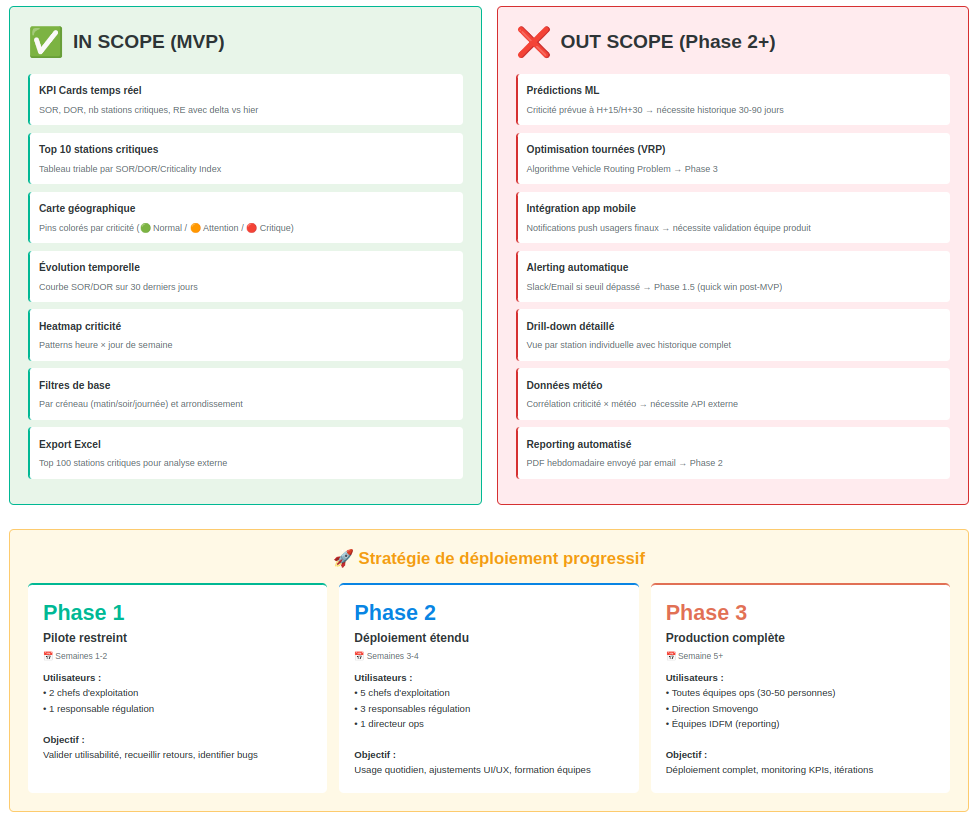 ✅ IN SCOPE (MVP)
KPI Cards temps réel
SOR, DOR, nb stations critiques, RE avec delta vs hier
Top 10 stations critiques
Tableau triable par SOR/DOR/Criticality Index
Carte géographique
Pins colorés par criticité (🟢 Normal / 🟠 Attention / 🔴 Critique)
Évolution temporelle
Courbe SOR/DOR sur 30 derniers jours
Heatmap criticité
Patterns heure × jour de semaine
Filtres de base
Par créneau (matin/soir/journée) et arrondissement
Export Excel
Top 100 stations critiques pour analyse externe
❌ OUT SCOPE (Phase 2+)
Prédictions ML
Criticité prévue à H+15/H+30 → nécessite historique 30-90 jours
Optimisation tournées (VRP)
Algorithme Vehicle Routing Problem → Phase 3
Intégration app mobile
Notifications push usagers finaux → nécessite validation équipe produit
Alerting automatique
Slack/Email si seuil dépassé → Phase 1.5 (quick win post-MVP)
Drill-down détaillé
Vue par station individuelle avec historique complet
Données météo
Corrélation criticité × météo → nécessite API externe
Reporting automatisé
PDF hebdomadaire envoyé par email → Phase 2
🚀 Stratégie de déploiement progressif
Phase 1
Pilote restreint
📅 Semaines 1-2
Utilisateurs :
• 2 chefs d'exploitation
• 1 responsable régulation
Objectif :
Valider utilisabilité, recueillir retours, identifier bugs
Phase 2
Déploiement étendu
📅 Semaines 3-4
Utilisateurs :
• 5 chefs d'exploitation
• 3 responsables régulation
• 1 directeur ops
Objectif :
Usage quotidien, ajustements UI/UX, formation équipes
Phase 3
Production complète
📅 Semaine 5+
Utilisateurs :
• Toutes équipes ops (30-50 personnes)
• Direction Smovengo
• Équipes IDFM (reporting)
Objectif :
Déploiement complet, monitoring KPIs, itérations